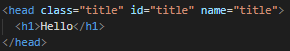 <head class="title" id="title" name="title">
  <h1>Hello</h1>
</head>